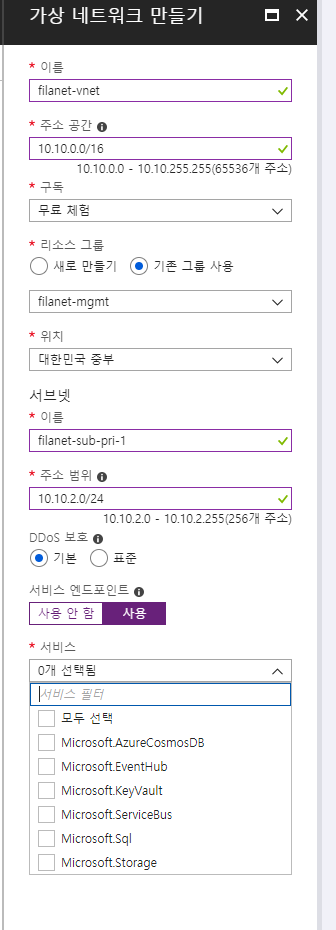 가상 네트워크 만들기
* 이름
filanet-vnet
* 주소 공간
10.10.0.0/16
10.10.0.0 - 10.10.255.255(65536개 주소)
* 구독
무료 체험
* 리소스 그룹
새로 만들기 기존 그룹 사용
filanet-mgmt
* 위치
대한민국 중부
서브넷
* 이름
filanet-sub-pri-1
* 주소 범위
10.10.2.0/24
10.10.2.0 - 10.10.2.255(256개 주소)
DDoS 보호
기본 표준
서비스 엔드포인트
사용 안 함 사용
* 서비스
0개 선택됨
서비스 필터
모두 선택
Microsoft.AzureCosmosDB
Microsoft.EventHub
Microsoft.KeyVault
Microsoft.ServiceBus
Microsoft.Sql
Microsoft.Storage